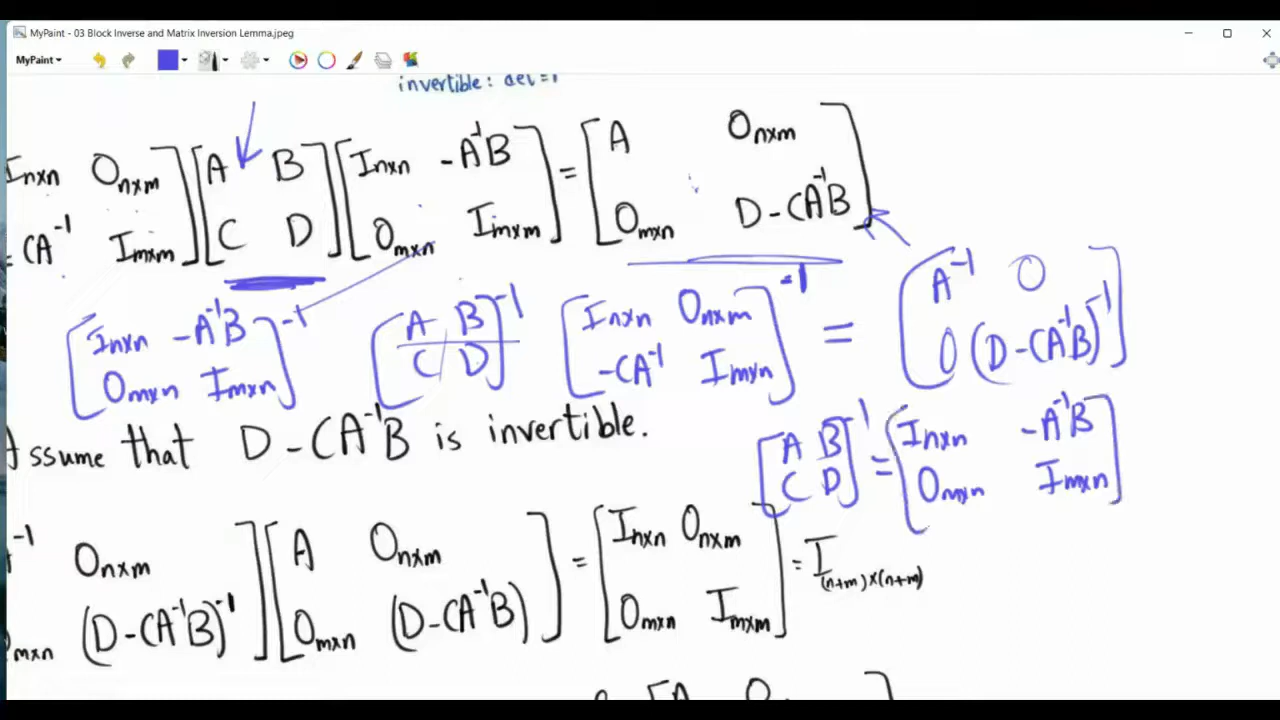 MyPaint - 03 Block Inverse and Matrix Inversion Lemma.jpeg
MyPaint
invertible: det =1
[Inxn Onxm; CA⁻¹ Imxm] [A B; C D] [Inxn -A⁻¹B; Omxn Imxm] = [A Onxm; Omxn D-CA⁻¹B]
[Inxn -A⁻¹B; Omxn Imxn]⁻¹ [A B; C D]⁻¹ [Inxn Onxm; -CA⁻¹ Imxn]⁻¹ = [A⁻¹ O; O (D-CA⁻¹B)⁻¹]
Assume that D-CA⁻¹B is invertible.
[A B; C D]⁻¹ = [Inxn -A⁻¹B; Omxn Imxn]
[⁻¹ Onxm; mxn (D-CA⁻¹B)⁻¹] [A Onxm; Omxn (D-CA⁻¹B)] = [Inxn Onxm; Omxn Imxm] = I(n+m)x(n+m)